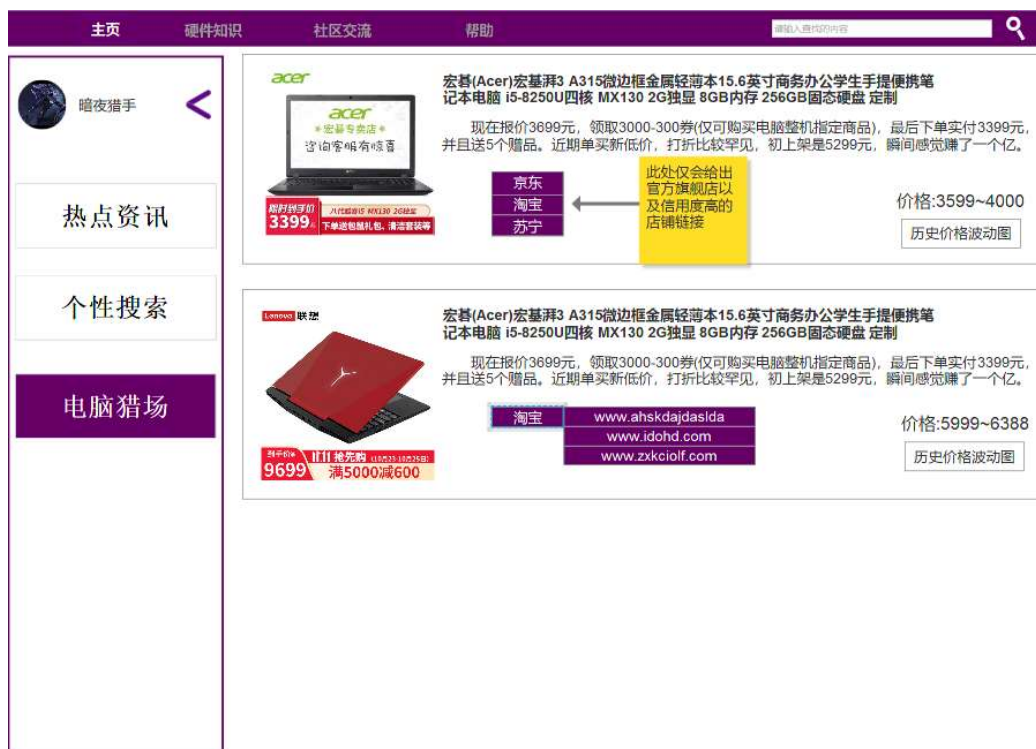 主页 硬件知识 社区交流 帮助 请输入查找的内容
暗夜猎手
热点资讯
个性搜索
电脑猎场
acer
acer
宏碁专卖店
咨询客服有惊喜
限时到手价
3399元
八代酷睿I5 MX130 2G独显
下单送包鼠礼包、清洁套装等
宏碁(Acer)宏基湃3 A315微边框金属轻薄本15.6英寸商务办公学生手提便携笔
记本电脑 i5-8250U四核 MX130 2G独显 8GB内存 256GB固态硬盘 定制
现在报价3699元，领取3000-300券(仅可购买电脑整机指定商品)，最后下单实付3399元，
并且送5个赠品。近期单买新低价，打折比较罕见，初上架是5299元，瞬间感觉赚了一个亿。
京东
淘宝
苏宁
此处仅会给出
官方旗舰店以
及信用度高的
店铺链接
价格:3599~4000
历史价格波动图
Lenovo 联想
到手价
9699
11.11 抢先购 (10月23-10月25日)
满5000减600
宏碁(Acer)宏基湃3 A315微边框金属轻薄本15.6英寸商务办公学生手提便携笔
记本电脑 i5-8250U四核 MX130 2G独显 8GB内存 256GB固态硬盘 定制
现在报价3699元，领取3000-300券(仅可购买电脑整机指定商品)，最后下单实付3399元，
并且送5个赠品。近期单买新低价，打折比较罕见，初上架是5299元，瞬间感觉赚了一个亿。
淘宝
www.ahskdajdaslda
www.idohd.com
www.zxkciolf.com
价格:5999~6388
历史价格波动图